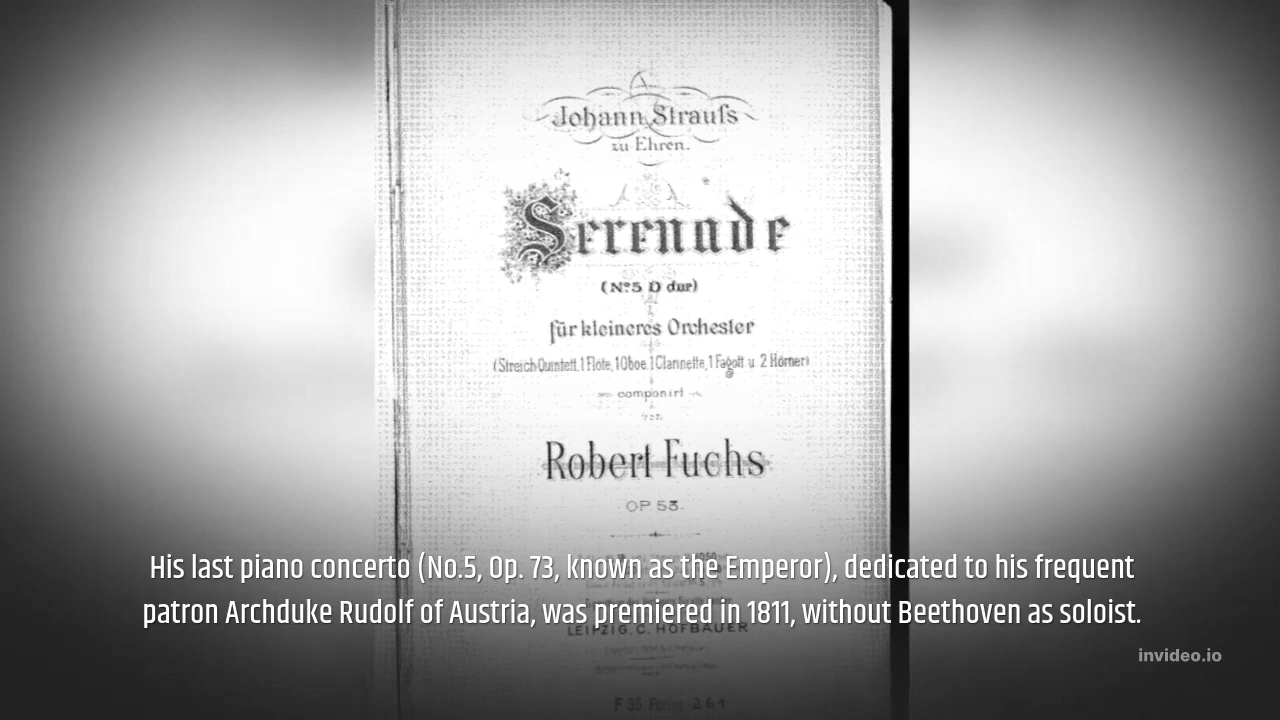 Johann Straufs
zu Ehren.
Serenade
(No5 D dur)
für kleineres Orchester
(Streich-Quintett, 1 Flöte, 1 Oboe, 1 Clarinette, 1 Fagott u. 2 Hörner)
componirt
von
Robert Fuchs
OP 53.
His last piano concerto (No.5, Op. 73, known as the Emperor), dedicated to his frequent
patron Archduke Rudolf of Austria, was premiered in 1811, without Beethoven as soloist.
LEIPZIG, C. HOFBAUER
invideo.io